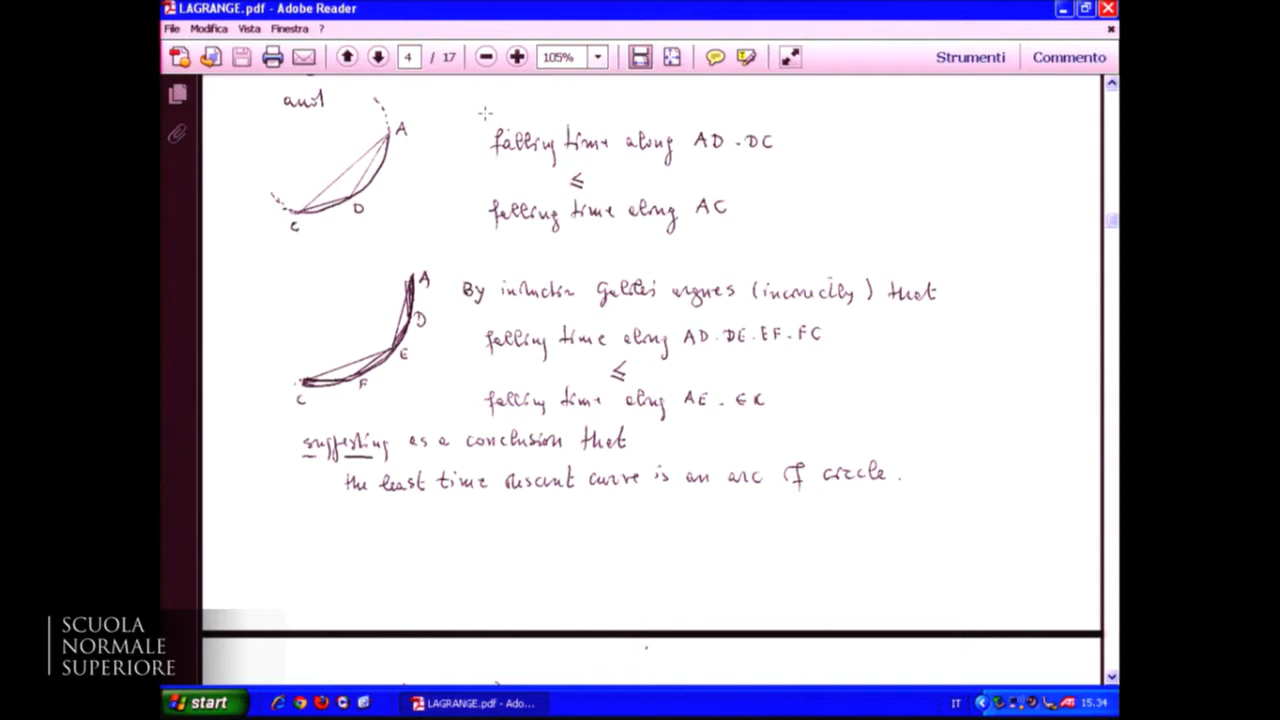 LAGRANGE.pdf - Adobe Reader
File Modifica Vista Finestra ?
4 / 17 105% Strumenti Commento
and
A
falling time along AD - DC
≤
D
falling time along AC
C
A
By induction Galilei argues (incorrectly) that
D
falling time along AD - DE - EF - FC
E
≤
F
C
falling time along AE - EC
suggesting as a conclusion that
the least time descent curve is an arc of circle.
SCUOLA
NORMALE
SUPERIORE
start LAGRANGE.pdf - Ado... IT 15.34